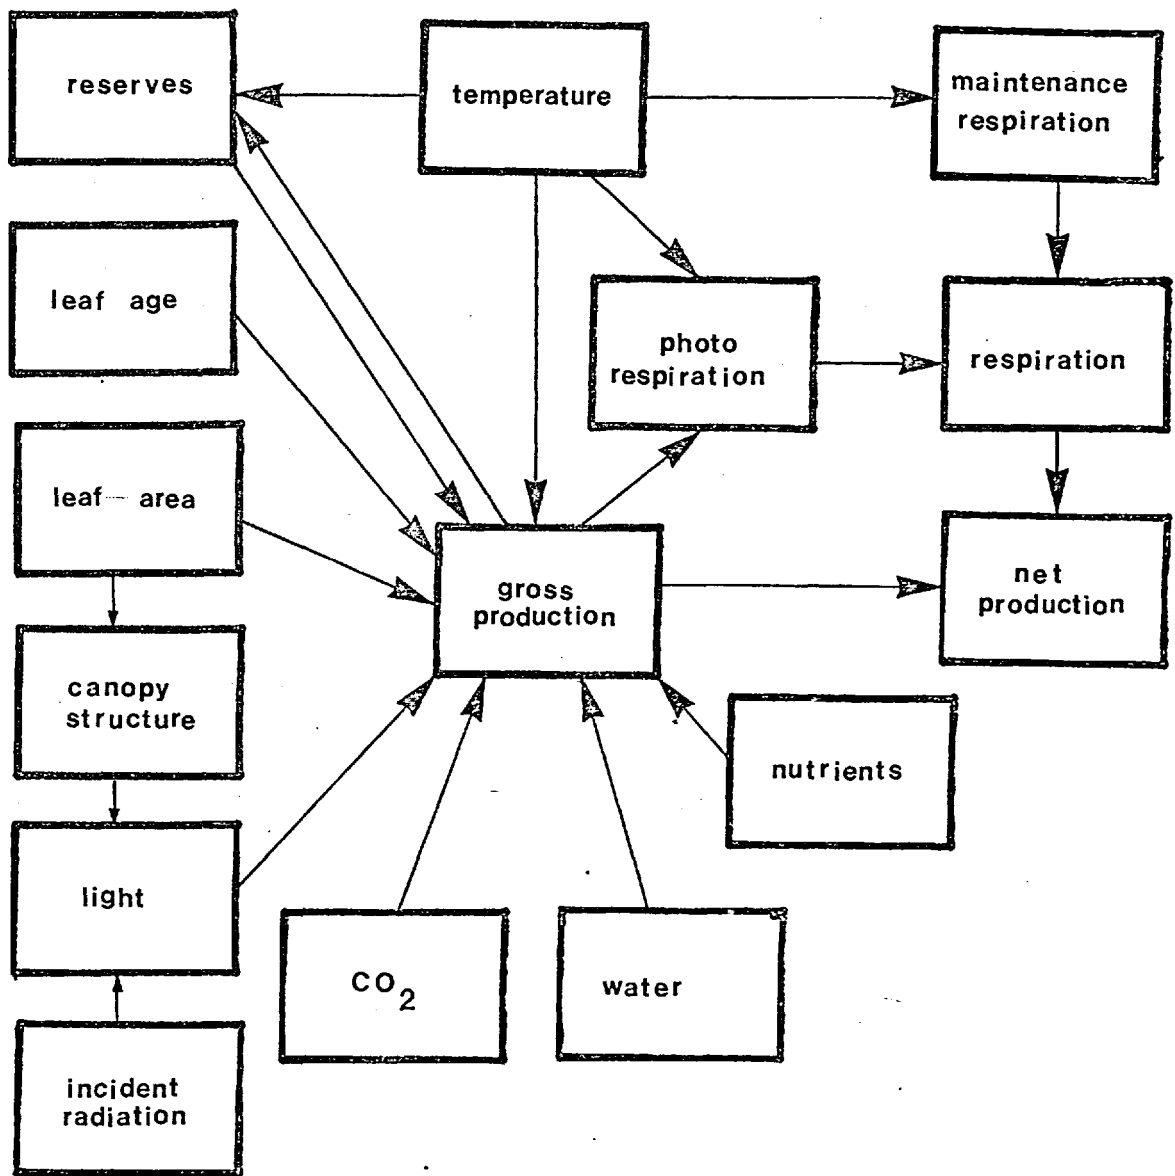 reserves
temperature
maintenance
respiration
leaf age
photo
respiration
respiration
leaf area
gross
production
net
production
canopy
structure
nutrients
light
CO2
water
incident
radiation